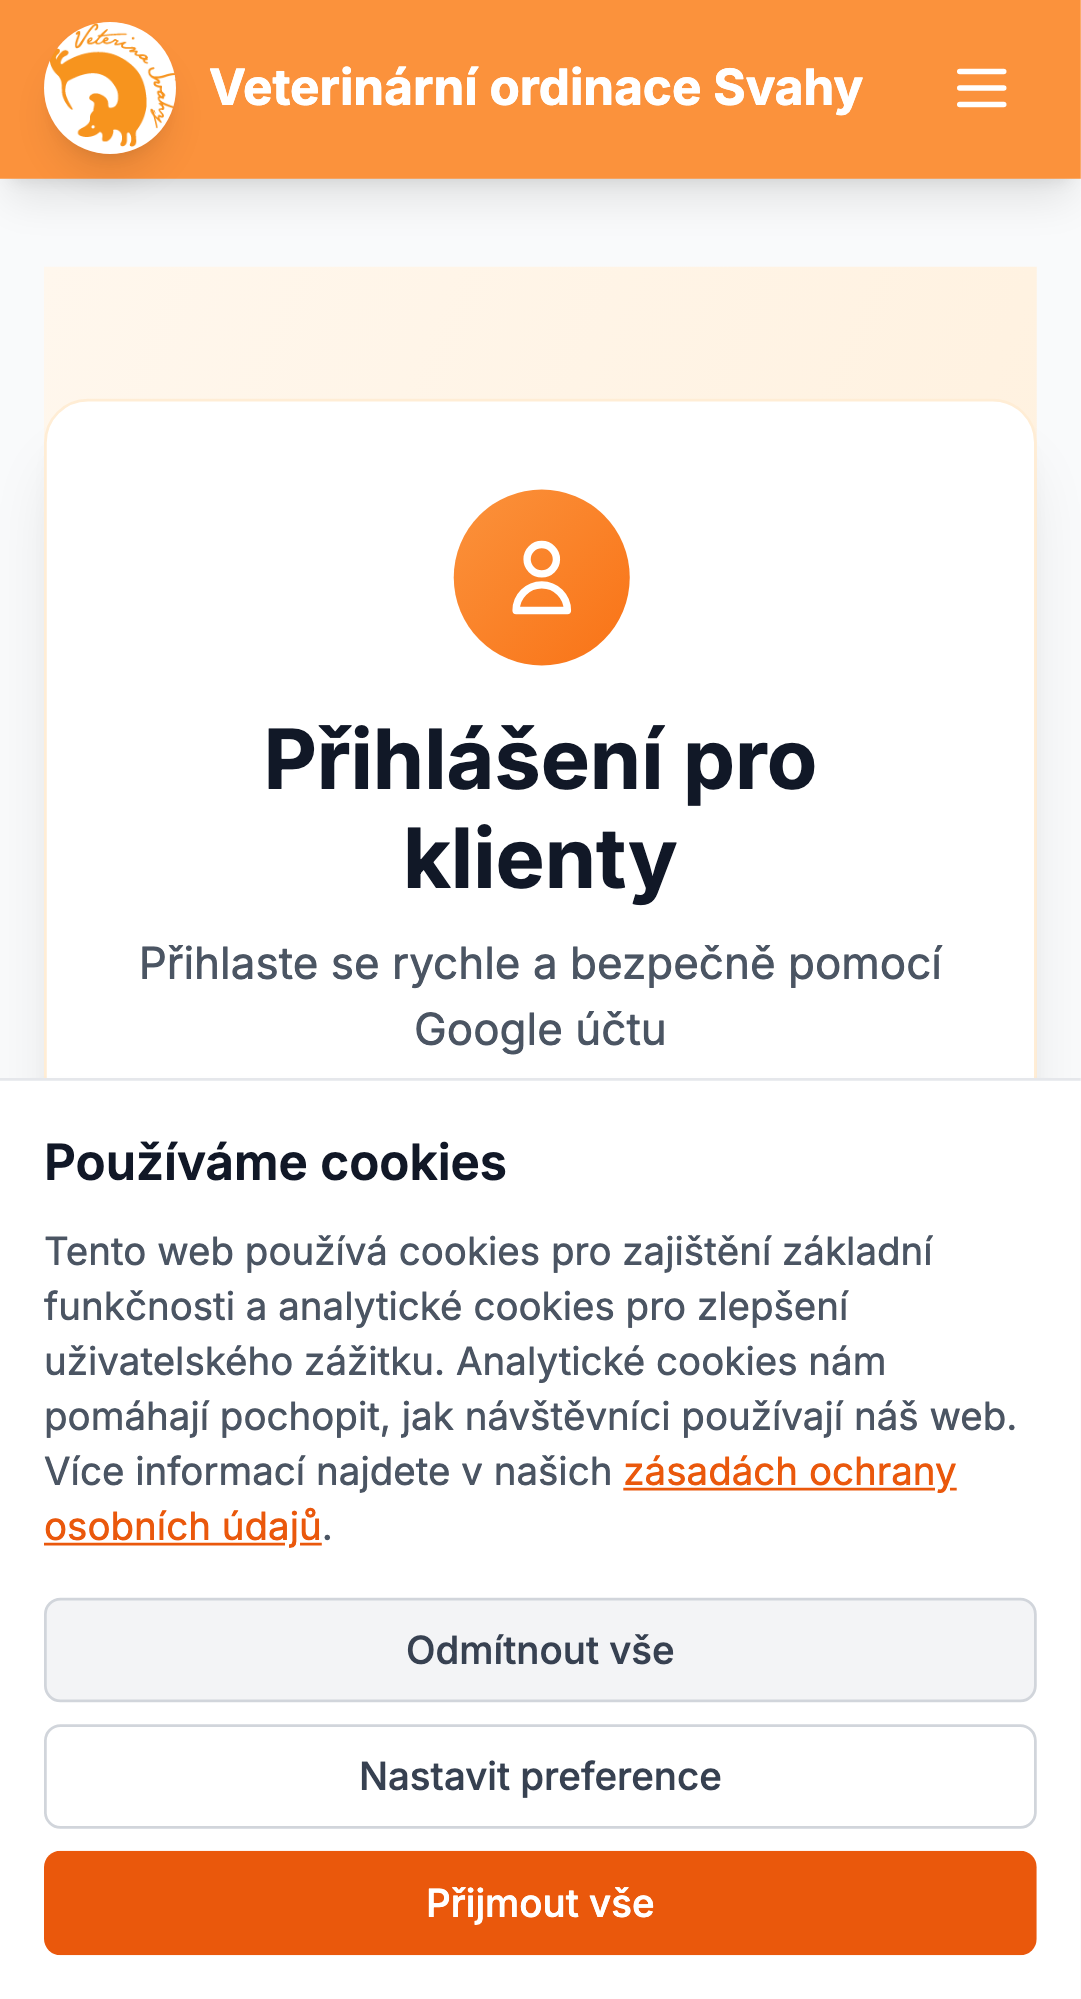 Veterina Svahy
Veterinární ordinace Svahy
Přihlášení pro
klienty
Přihlaste se rychle a bezpečně pomocí
Google účtu
Používáme cookies
Tento web používá cookies pro zajištění základní
funkčnosti a analytické cookies pro zlepšení
uživatelského zážitku. Analytické cookies nám
pomáhají pochopit, jak návštěvníci používají náš web.
Více informací najdete v našich zásadách ochrany
osobních údajů.
Odmítnout vše
Nastavit preference
Přijmout vše